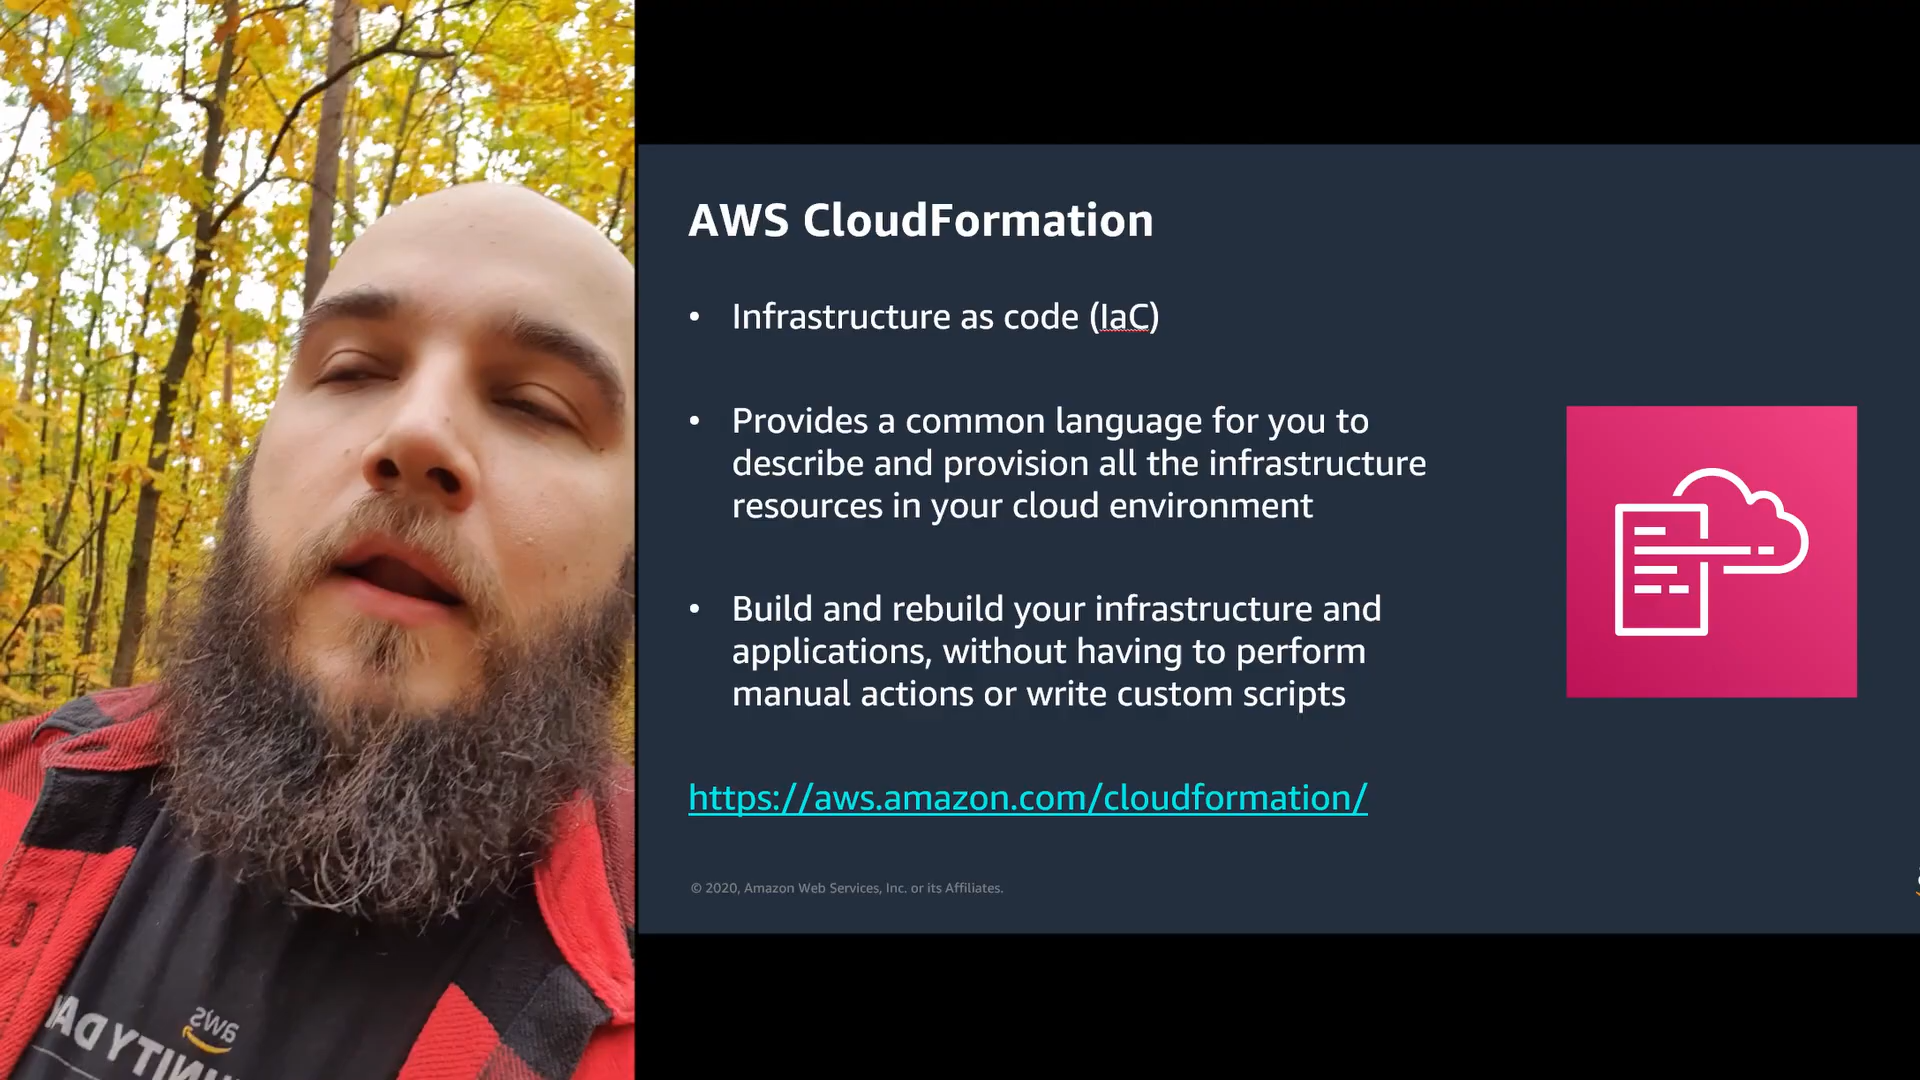 AWS CloudFormation
• Infrastructure as code (IaC)
• Provides a common language for you to
describe and provision all the infrastructure
resources in your cloud environment
• Build and rebuild your infrastructure and
applications, without having to perform
manual actions or write custom scripts
https://aws.amazon.com/cloudformation/
© 2020, Amazon Web Services, Inc. or its Affiliates.
aws